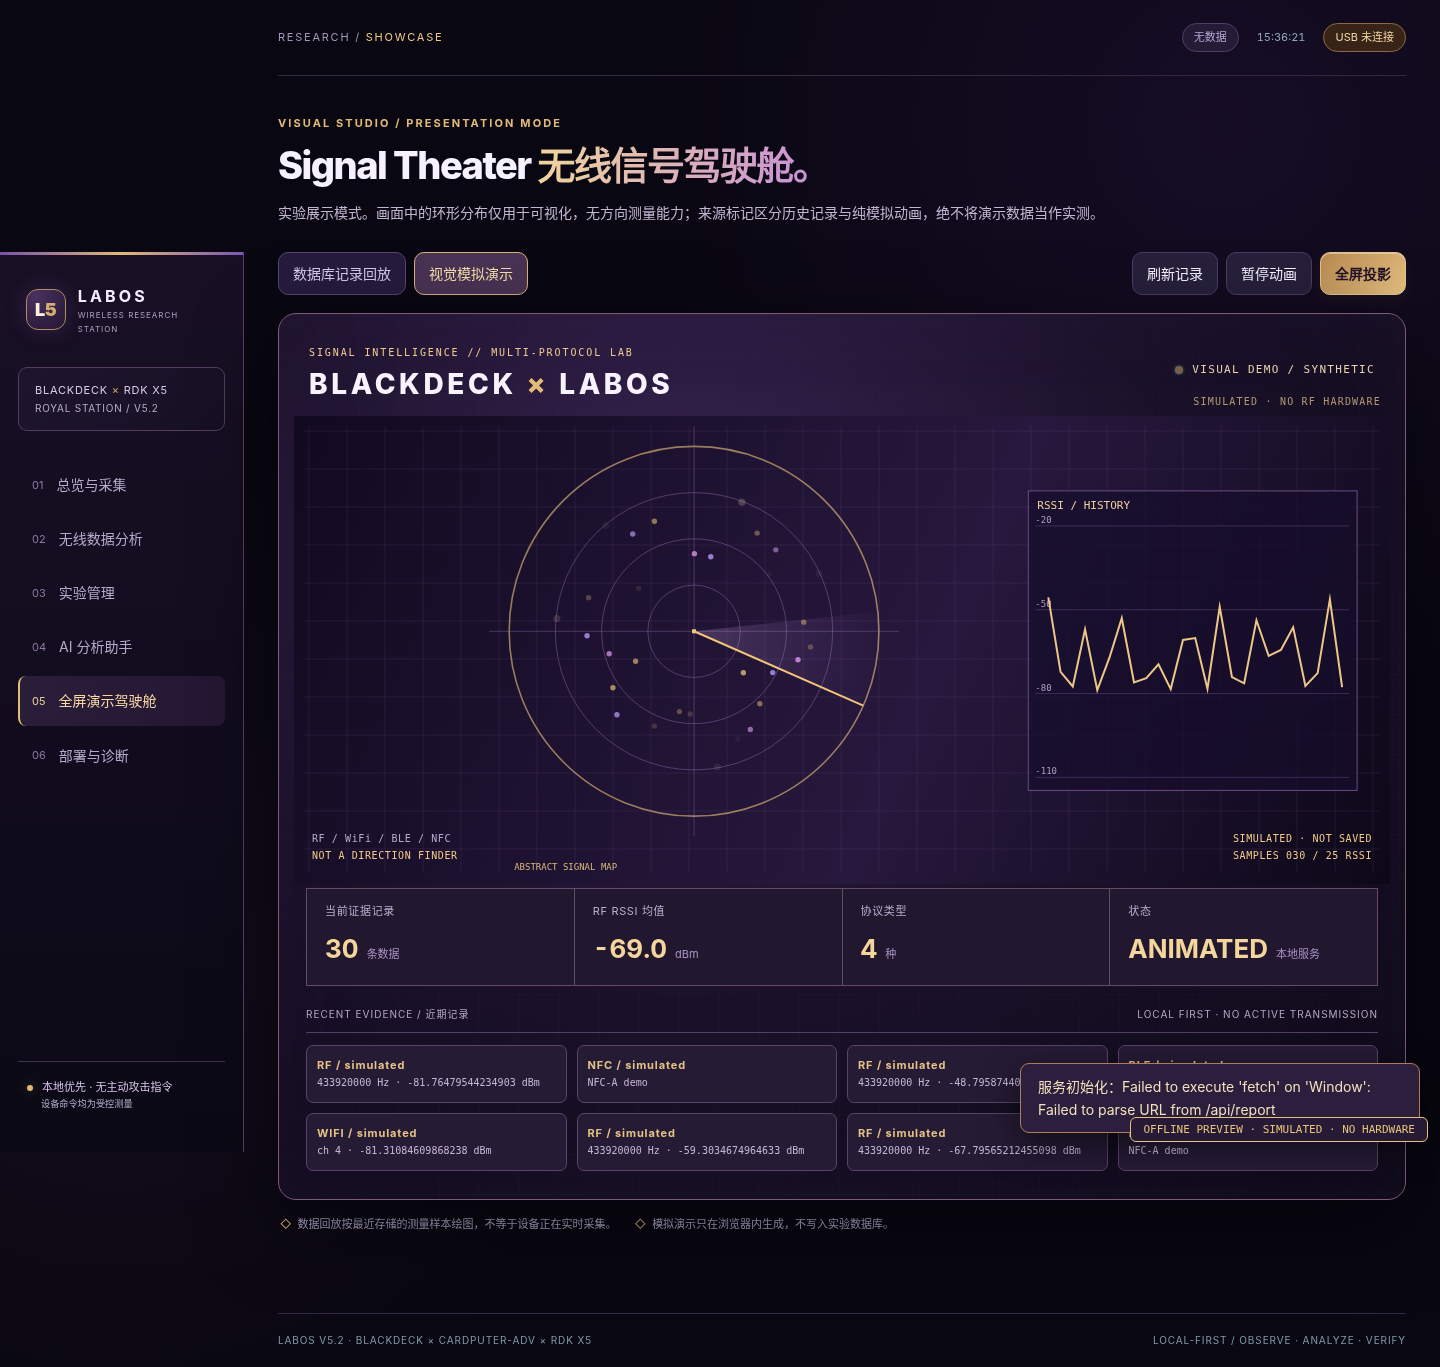 RESEARCH / SHOWCASE
无数据
15:36:21
USB 未连接
VISUAL STUDIO / PRESENTATION MODE
Signal Theater 无线信号驾驶舱。
实验展示模式。画面中的环形分布仅用于可视化，无方向测量能力；来源标记区分历史记录与纯模拟动画，绝不将演示数据当作实测。
L5
LABOS
WIRELESS RESEARCH
STATION
BLACKDECK × RDK X5
ROYAL STATION / V5.2
01 总览与采集
02 无线数据分析
03 实验管理
04 AI 分析助手
05 全屏演示驾驶舱
06 部署与诊断
本地优先 · 无主动攻击指令
设备命令均为受控测量
数据库记录回放
视觉模拟演示
刷新记录
暂停动画
全屏投影
SIGNAL INTELLIGENCE // MULTI-PROTOCOL LAB
BLACKDECK × LABOS
VISUAL DEMO / SYNTHETIC
SIMULATED · NO RF HARDWARE
RSSI / HISTORY
-20
-50
-80
-110
RF / WiFi / BLE / NFC
NOT A DIRECTION FINDER
ABSTRACT SIGNAL MAP
SIMULATED · NOT SAVED
SAMPLES 030 / 25 RSSI
当前证据记录
30 条数据
RF RSSI 均值
-69.0 dBm
协议类型
4 种
状态
ANIMATED 本地服务
RECENT EVIDENCE / 近期记录
LOCAL FIRST · NO ACTIVE TRANSMISSION
RF / simulated
433920000 Hz · -81.76479544234903 dBm
NFC / simulated
NFC-A demo
RF / simulated
433920000 Hz · -48.79587440
WIFI / simulated
ch 4 · -81.31084609868238 dBm
RF / simulated
433920000 Hz · -59.3034674964633 dBm
RF / simulated
433920000 Hz · -67.79565212455098 dBm
NFC-A demo
服务初始化：Failed to execute 'fetch' on 'Window':
Failed to parse URL from /api/report
OFFLINE PREVIEW · SIMULATED · NO HARDWARE
数据回放按最近存储的测量样本绘图，不等于设备正在实时采集。
模拟演示只在浏览器内生成，不写入实验数据库。
LABOS V5.2 · BLACKDECK × CARDPUTER-ADV × RDK X5
LOCAL-FIRST / OBSERVE · ANALYZE · VERIFY